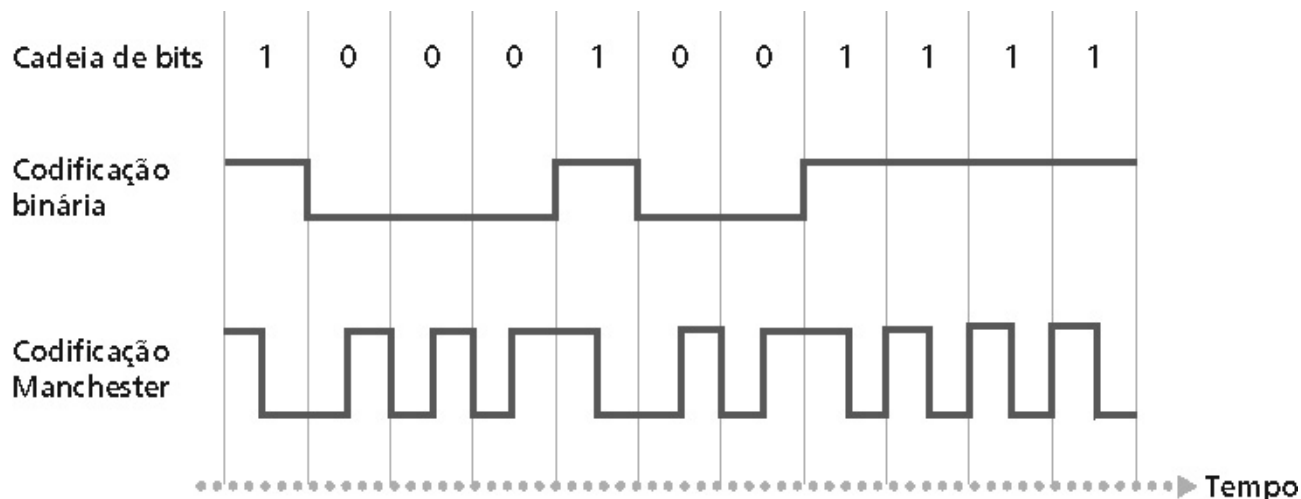 Cadeia de bits 1 0 0 0 1 0 0 1 1 1 1
Codificação
binária
Codificação
Manchester
Tempo